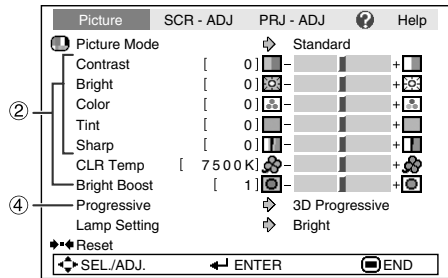 Picture SCR - ADJ PRJ - ADJ ? Help
Picture Mode Standard
Contrast [ 0] - +
② Bright [ 0] - +
Color [ 0] - +
Tint [ 0] - +
Sharp [ 0] - +
CLR Temp [ 7500K] - +
Bright Boost [ 1] - +
④ Progressive 3D Progressive
Lamp Setting Bright
Reset
SEL./ADJ. ENTER END